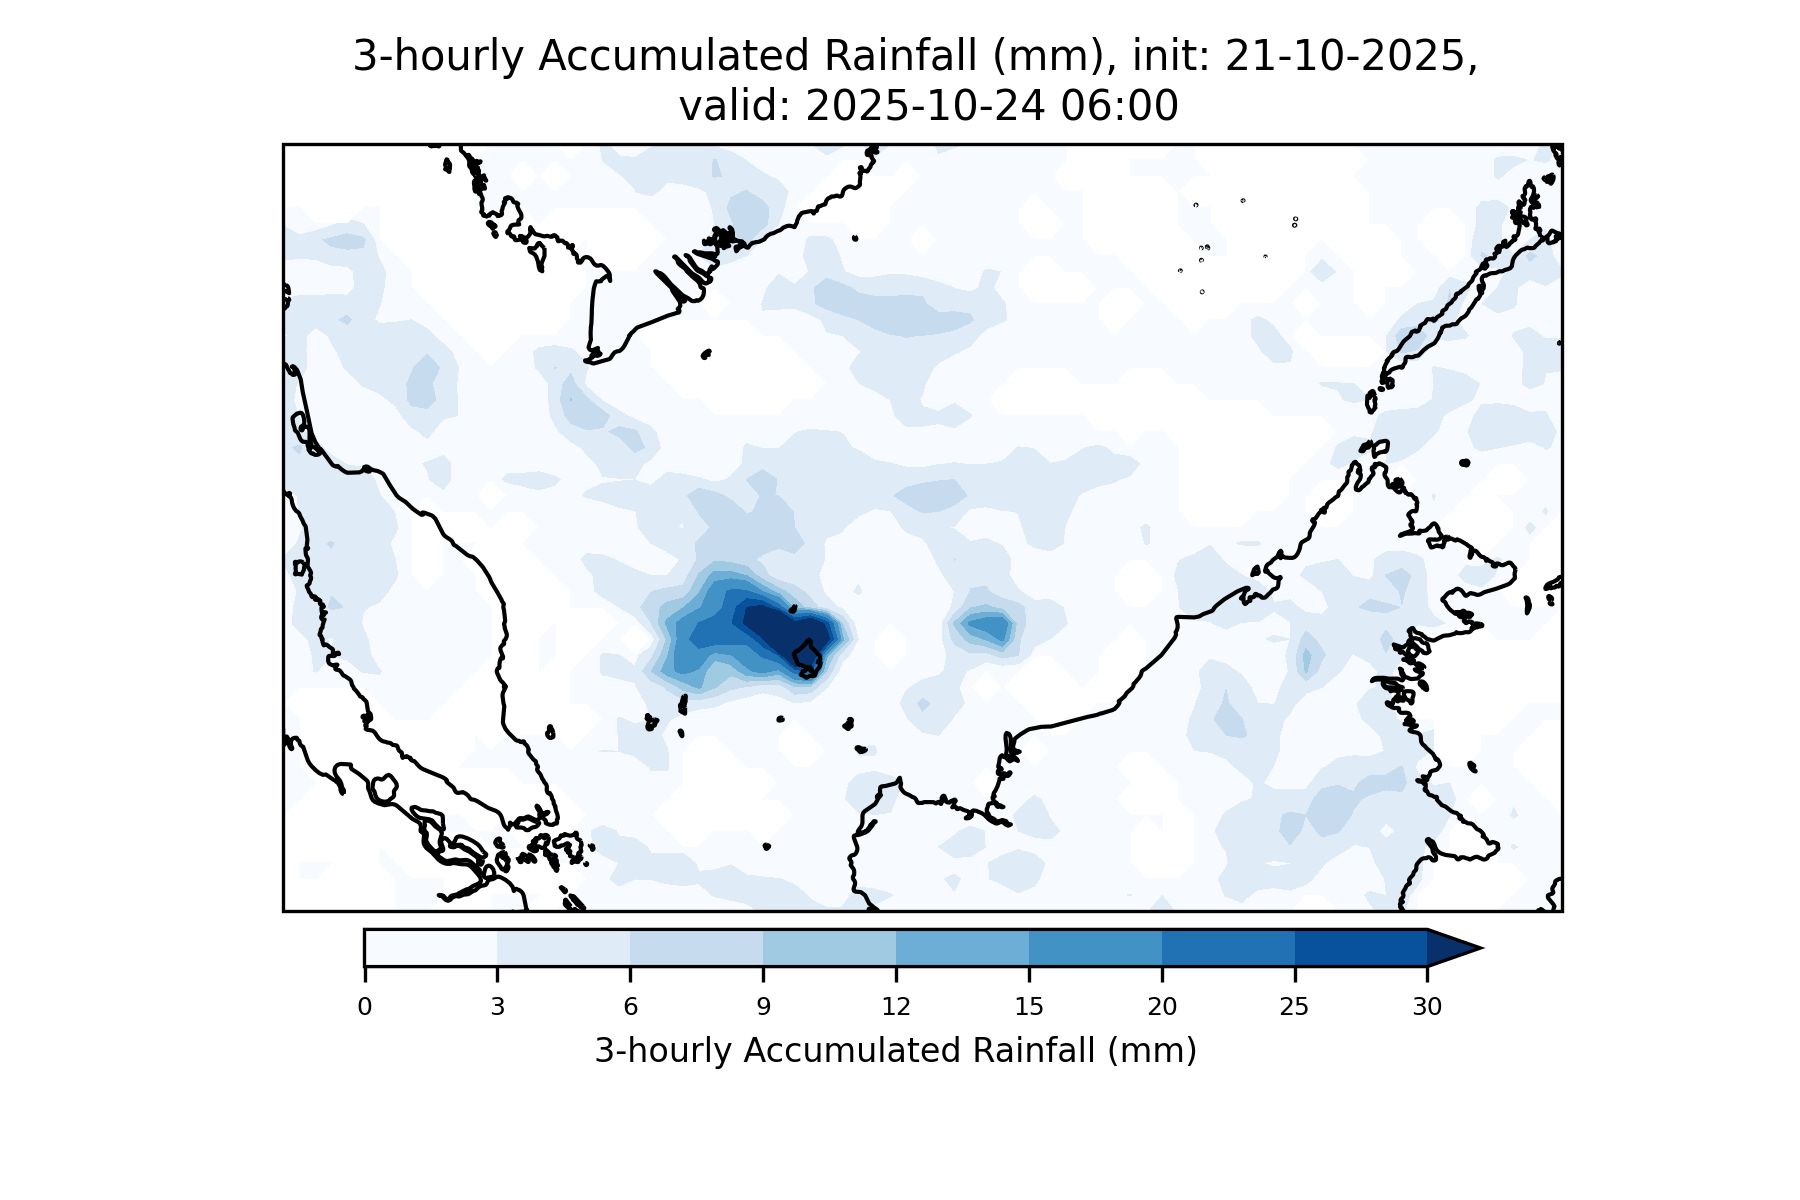 3-hourly Accumulated Rainfall (mm), init: 21-10-2025,
valid: 2025-10-24 06:00
0 3 6 9 12 15 20 25 30
3-hourly Accumulated Rainfall (mm)